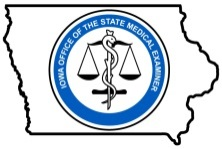 IOWA OFFICE OF THE STATE MEDICAL EXAMINER